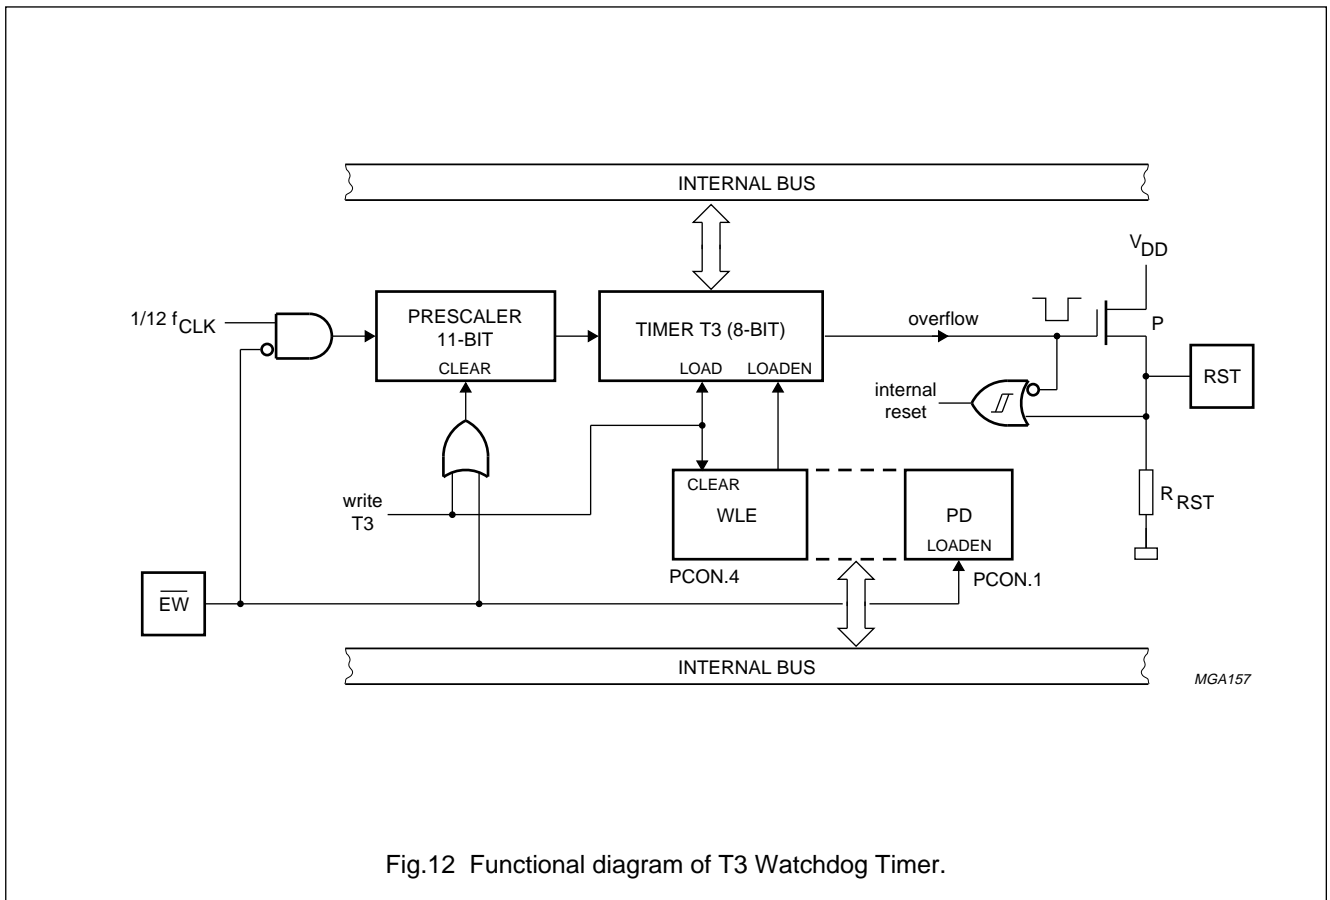 INTERNAL BUS
VDD
1/12 fCLK
PRESCALER
11-BIT
CLEAR
TIMER T3 (8-BIT)
LOAD LOADEN
overflow
P
RST
internal
reset
write
T3
CLEAR
WLE
PCON.4
PD
LOADEN
PCON.1
RRST
EW
INTERNAL BUS
MGA157
Fig.12 Functional diagram of T3 Watchdog Timer.